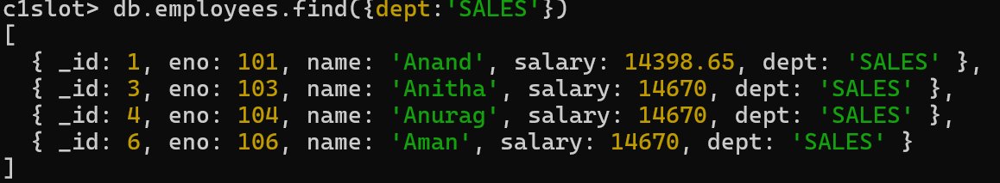 c1slot> db.employees.find({dept:'SALES'})
[
  { _id: 1, eno: 101, name: 'Anand', salary: 14398.65, dept: 'SALES' },
  { _id: 3, eno: 103, name: 'Anitha', salary: 14670, dept: 'SALES' },
  { _id: 4, eno: 104, name: 'Anurag', salary: 14670, dept: 'SALES' },
  { _id: 6, eno: 106, name: 'Aman', salary: 14670, dept: 'SALES' }
]